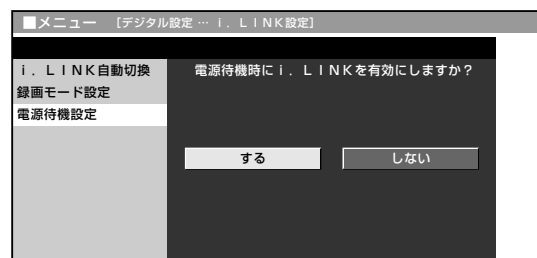 ■メニュー [デジタル設定 … ｉ．ＬＩＮＫ設定]
ｉ．ＬＩＮＫ自動切換
録画モード設定
電源待機設定
電源待機時にｉ．ＬＩＮＫを有効にしますか？
する
しない